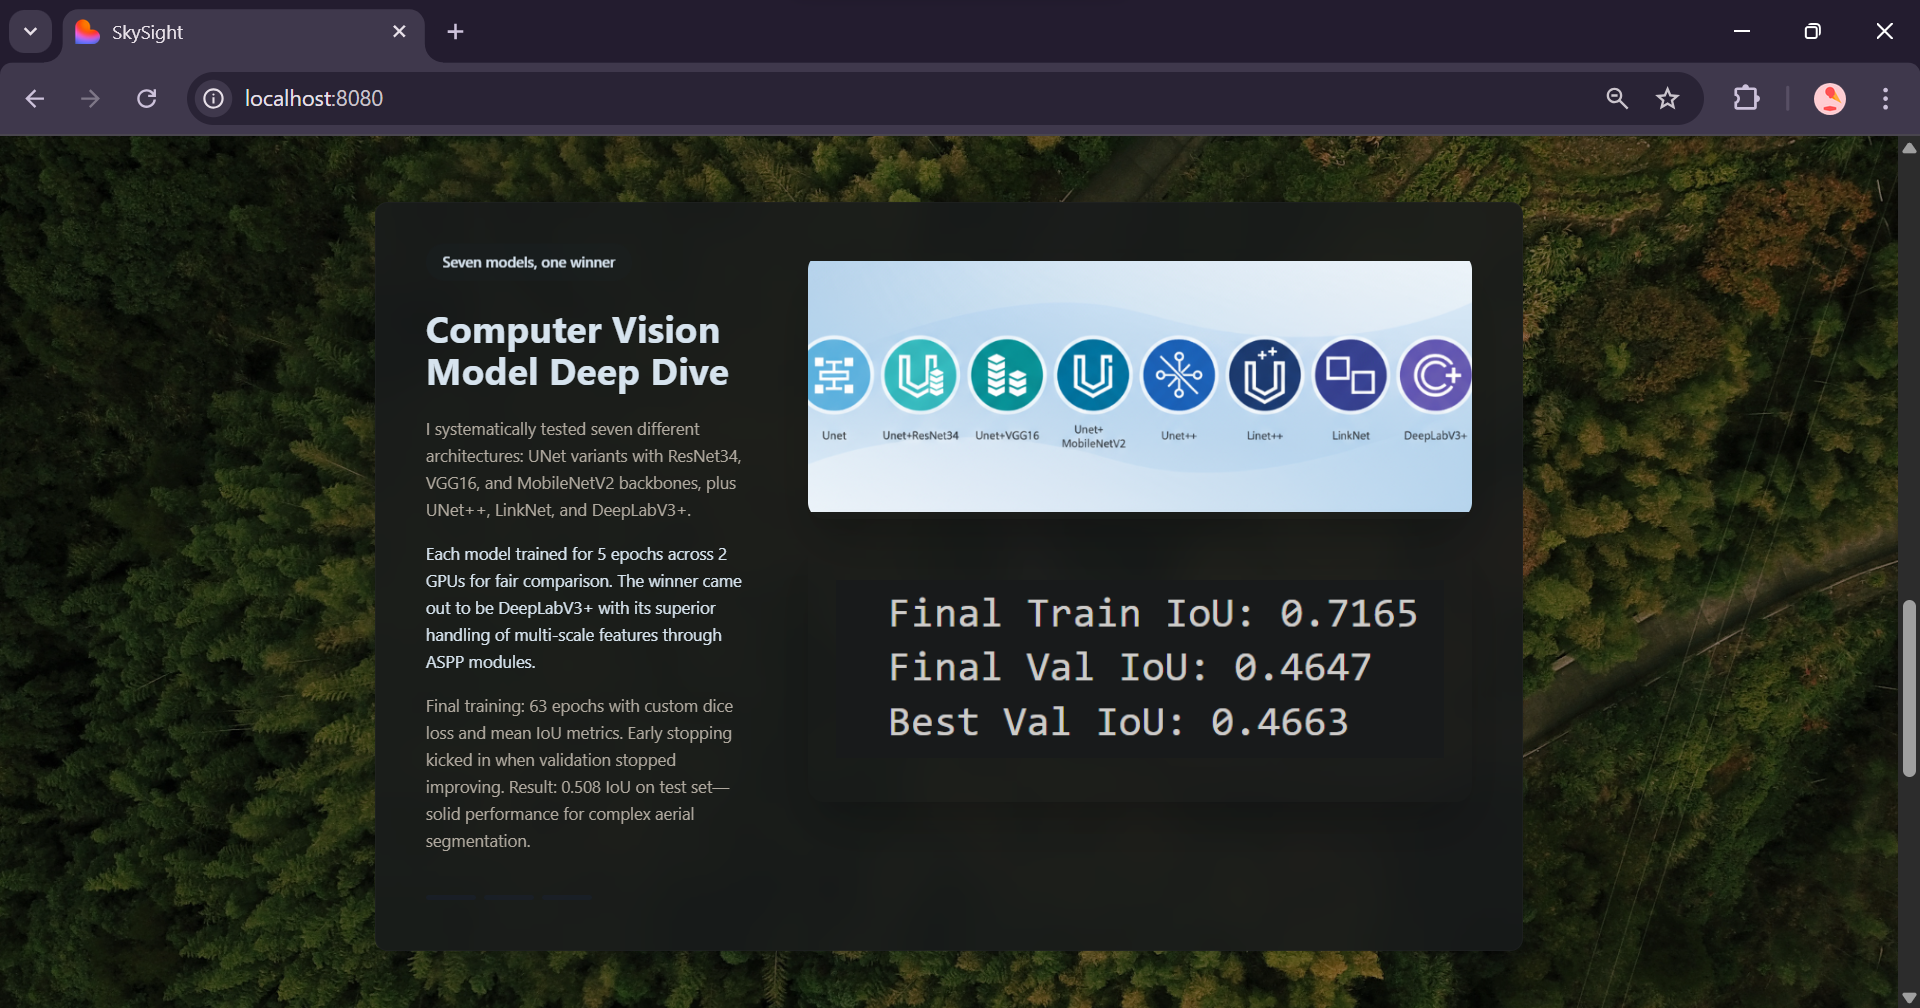 SkySight
localhost:8080
Seven models, one winner
Computer Vision
Model Deep Dive
I systematically tested seven different
architectures: UNet variants with ResNet34,
VGG16, and MobileNetV2 backbones, plus
UNet++, LinkNet, and DeepLabV3+.
Each model trained for 5 epochs across 2
GPUs for fair comparison. The winner came
out to be DeepLabV3+ with its superior
handling of multi-scale features through
ASPP modules.
Final training: 63 epochs with custom dice
loss and mean IoU metrics. Early stopping
kicked in when validation stopped
improving. Result: 0.508 IoU on test set—
solid performance for complex aerial
segmentation.
Unet
Unet+ResNet34
Unet+VGG16
Unet+
MobileNetV2
Unet++
Linet++
LinkNet
DeepLabV3+
Final Train IoU: 0.7165
Final Val IoU: 0.4647
Best Val IoU: 0.4663